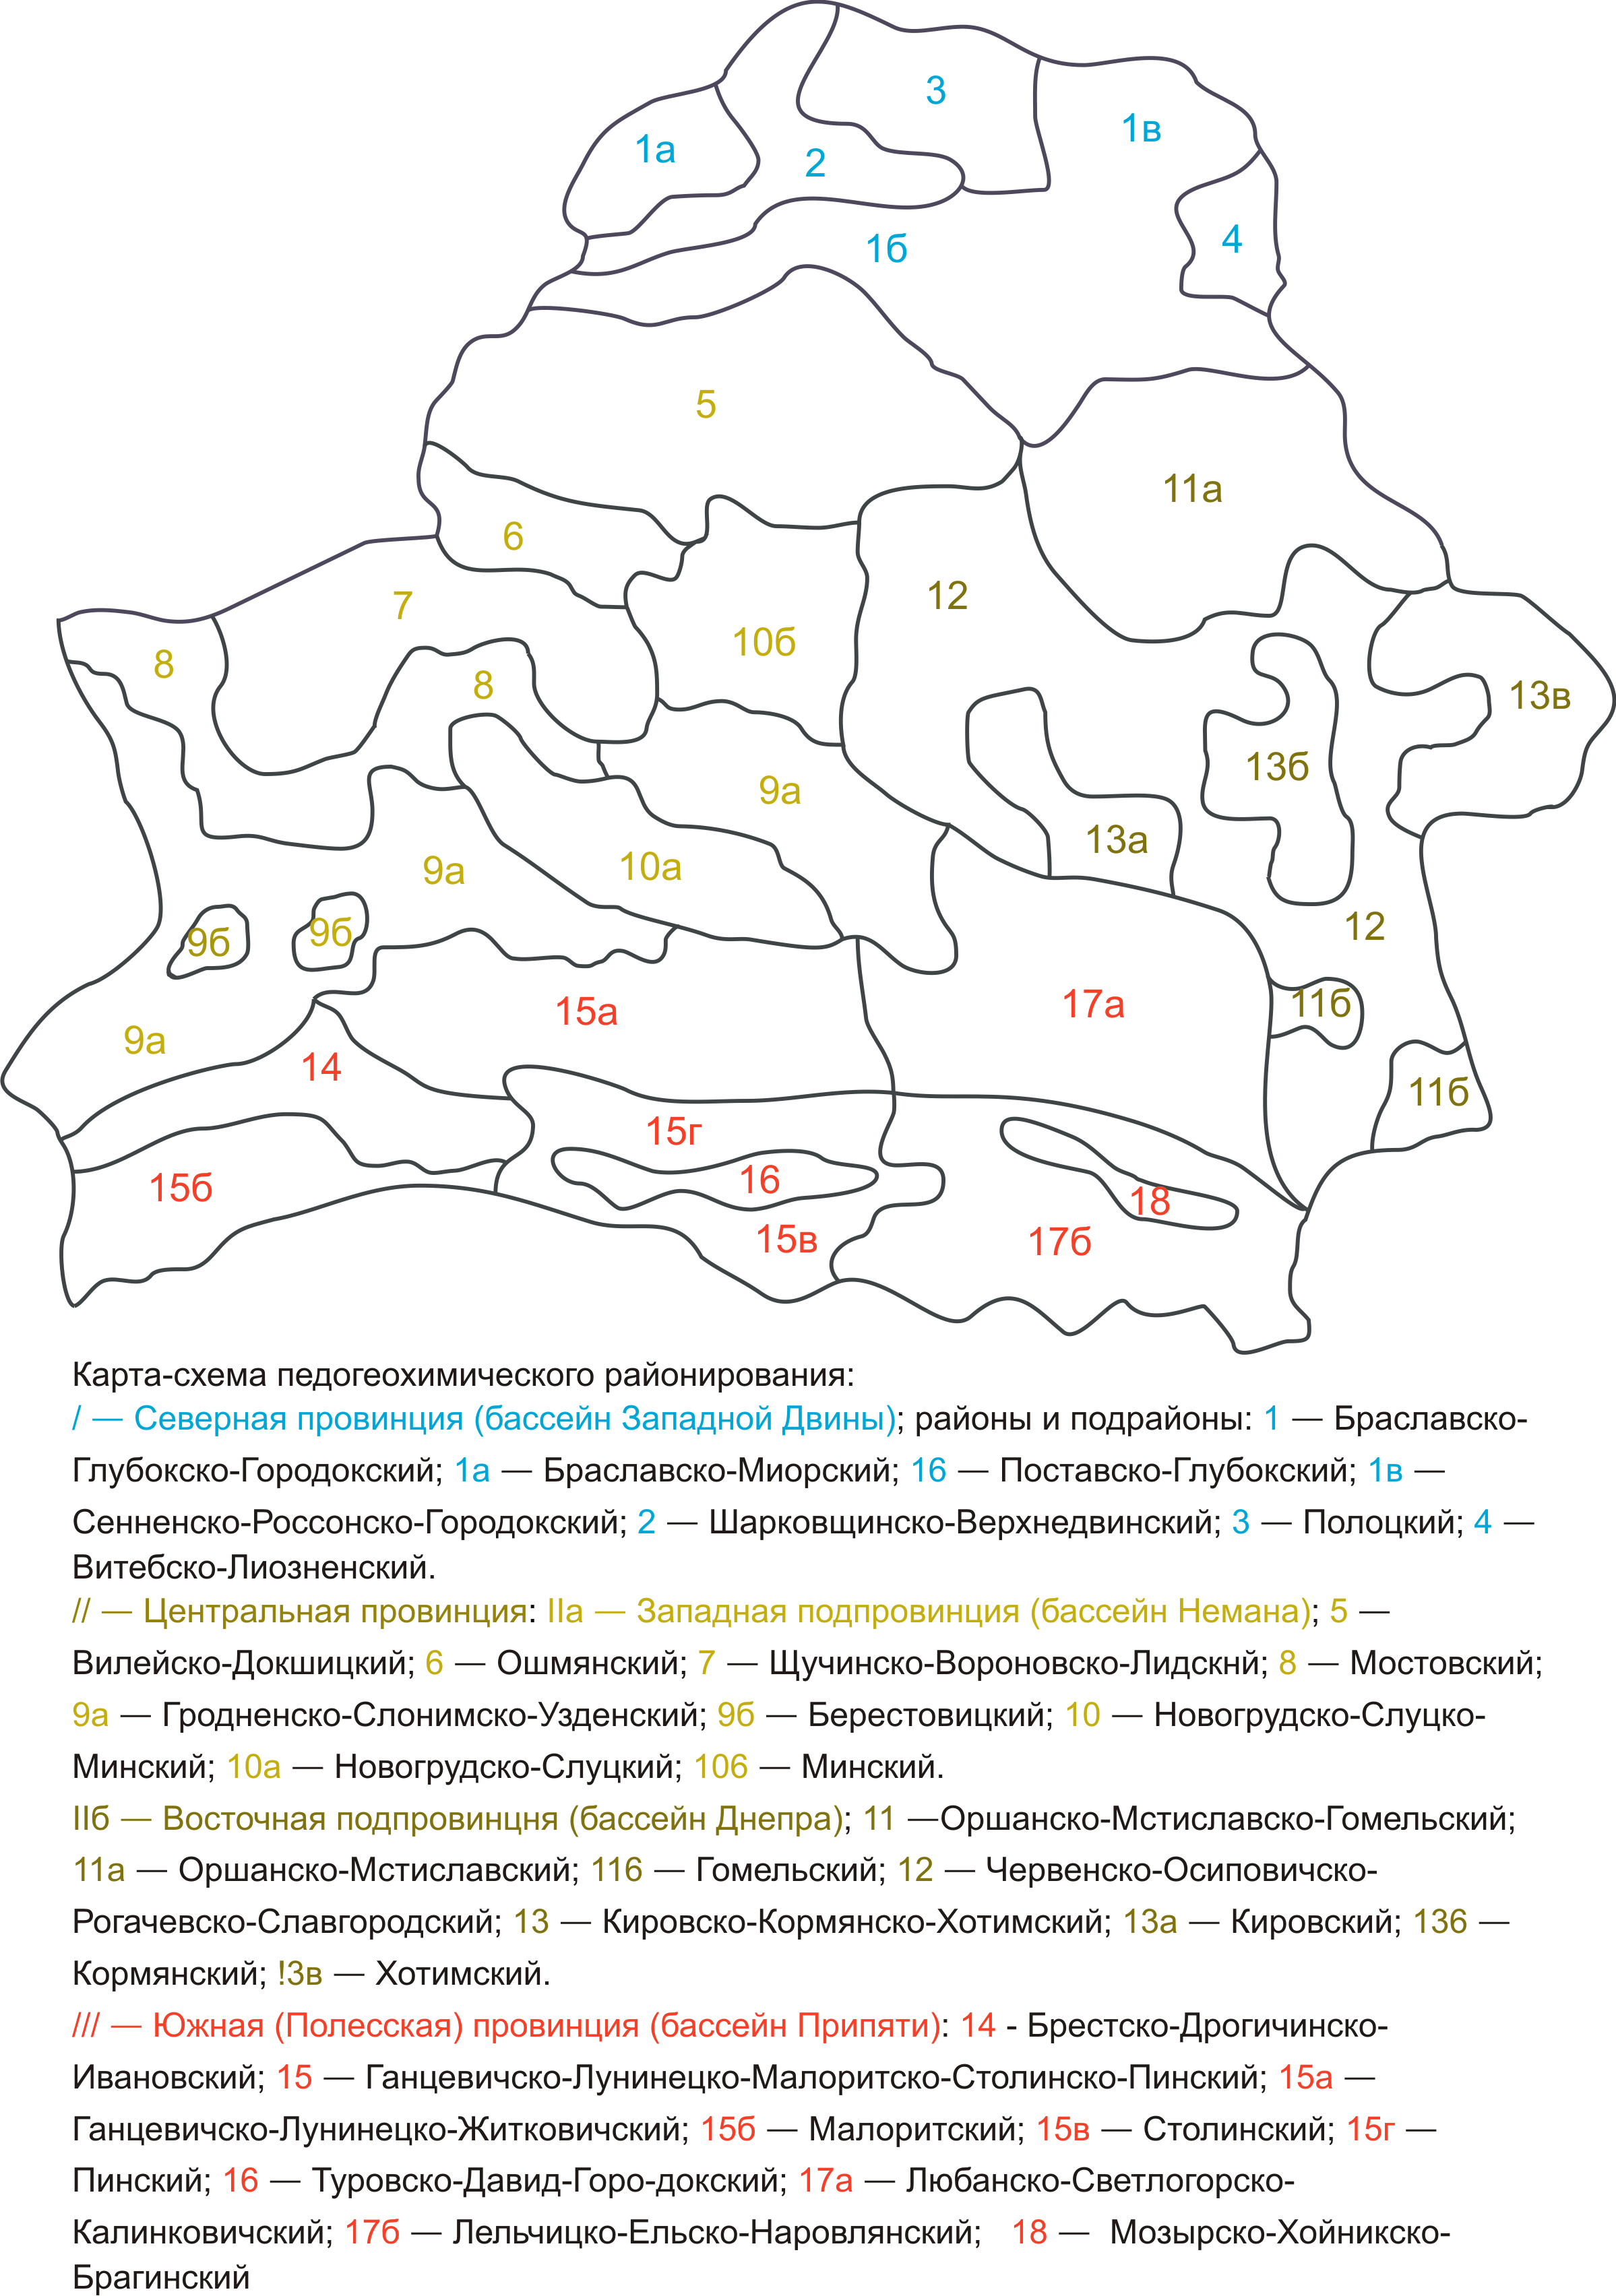 3
1в
1а
2
4
1б
5
11а
6
12
7
10б
8
8
13в
13б
9а
13а
10а
9а
12
9б
9б
17а
11б
15а
9а
14
11б
15г
16
15б
18
15в
17б
Карта-схема педогеохимического районирования:
/ — Северная провинция (бассейн Западной Двины); районы и подрайоны: 1 — Браславско-
Глубокско-Городокский; 1а — Браславско-Миорский; 16 — Поставско-Глубокский; 1в —
Сенненско-Россонско-Городокский; 2 — Шарковщинско-Верхнедвинский; 3 — Полоцкий; 4 —
Витебско-Лиозненский.
// — Центральная провинция: IIа — Западная подпровинция (бассейн Немана); 5 —
Вилейско-Докшицкий; 6 — Ошмянский; 7 — Щучинско-Вороновско-Лидскнй; 8 — Мостовский;
9а — Гродненско-Слонимско-Узденский; 9б — Берестовицкий; 10 — Новогрудско-Слуцко-
Минский; 10а — Новогрудско-Слуцкий; 106 — Минский.
IIб — Восточная подпровинцня (бассейн Днепра); 11 —Оршанско-Мстиславско-Гомельский;
11а — Оршанско-Мстиславский; 116 — Гомельский; 12 — Червенско-Осиповичско-
Рогачевско-Славгородский; 13 — Кировско-Кормянско-Хотимский; 13а — Кировский; 136 —
Кормянский; !3в — Хотимский.
/// — Южная (Полесская) провинция (бассейн Припяти): 14 - Брестско-Дрогичинско-
Ивановский; 15 — Ганцевичско-Лунинецко-Малоритско-Столинско-Пинский; 15а —
Ганцевичско-Лунинецко-Житковичский; 15б — Малоритский; 15в — Столинский; 15г —
Пинский; 16 — Туровско-Давид-Горо-докский; 17а — Любанско-Светлогорско-
Калинковичский; 17б — Лельчицко-Ельско-Наровлянский; 18 — Мозырско-Хойникско-
Брагинский